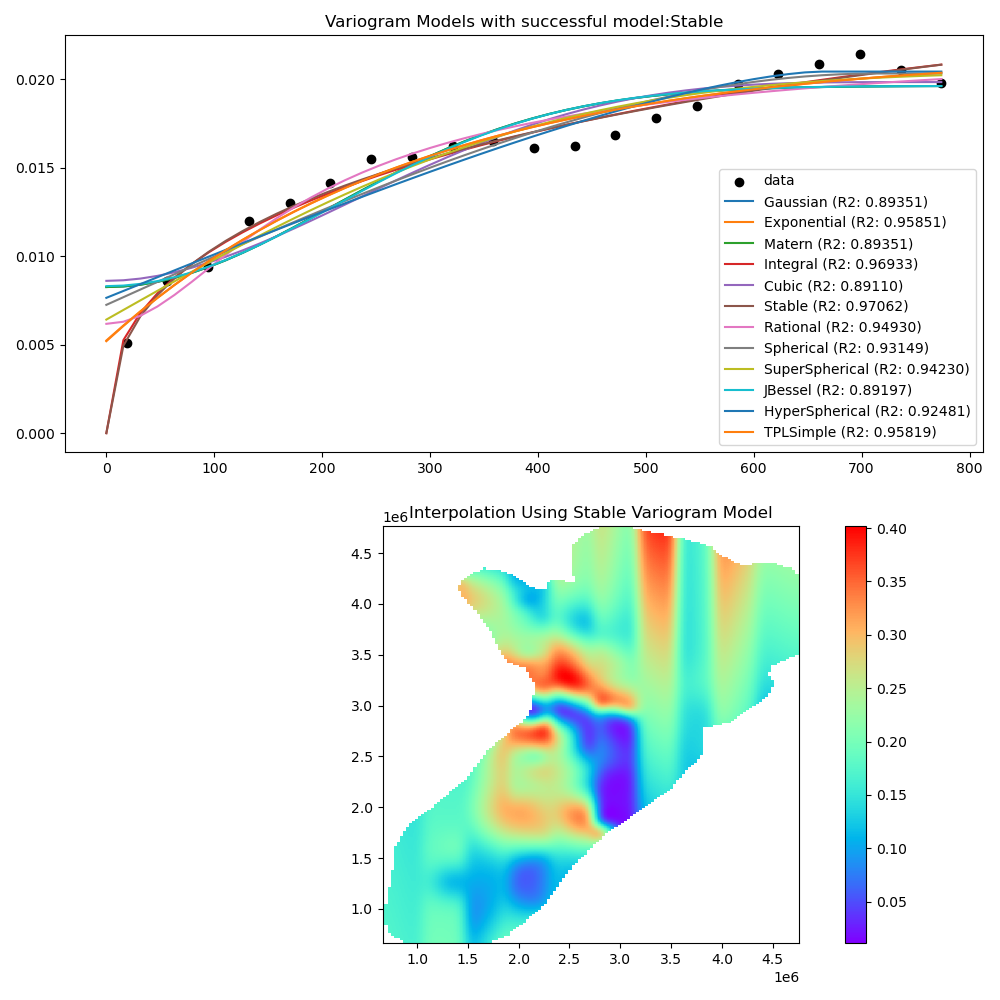 Variogram Models with successful model:Stable
0.020
0.015
0.010
0.005
0.000
data
Gaussian (R2: 0.89351)
Exponential (R2: 0.95851)
Matern (R2: 0.89351)
Integral (R2: 0.96933)
Cubic (R2: 0.89110)
Stable (R2: 0.97062)
Rational (R2: 0.94930)
Spherical (R2: 0.93149)
SuperSpherical (R2: 0.94230)
JBessel (R2: 0.89197)
HyperSpherical (R2: 0.92481)
TPLSimple (R2: 0.95819)
0 100 200 300 400 500 600 700 800
Interpolation Using Stable Variogram Model
1e6
4.5
4.0
3.5
3.0
2.5
2.0
1.5
1.0
1.0 1.5 2.0 2.5 3.0 3.5 4.0 4.5
1e6
0.40
0.35
0.30
0.25
0.20
0.15
0.10
0.05